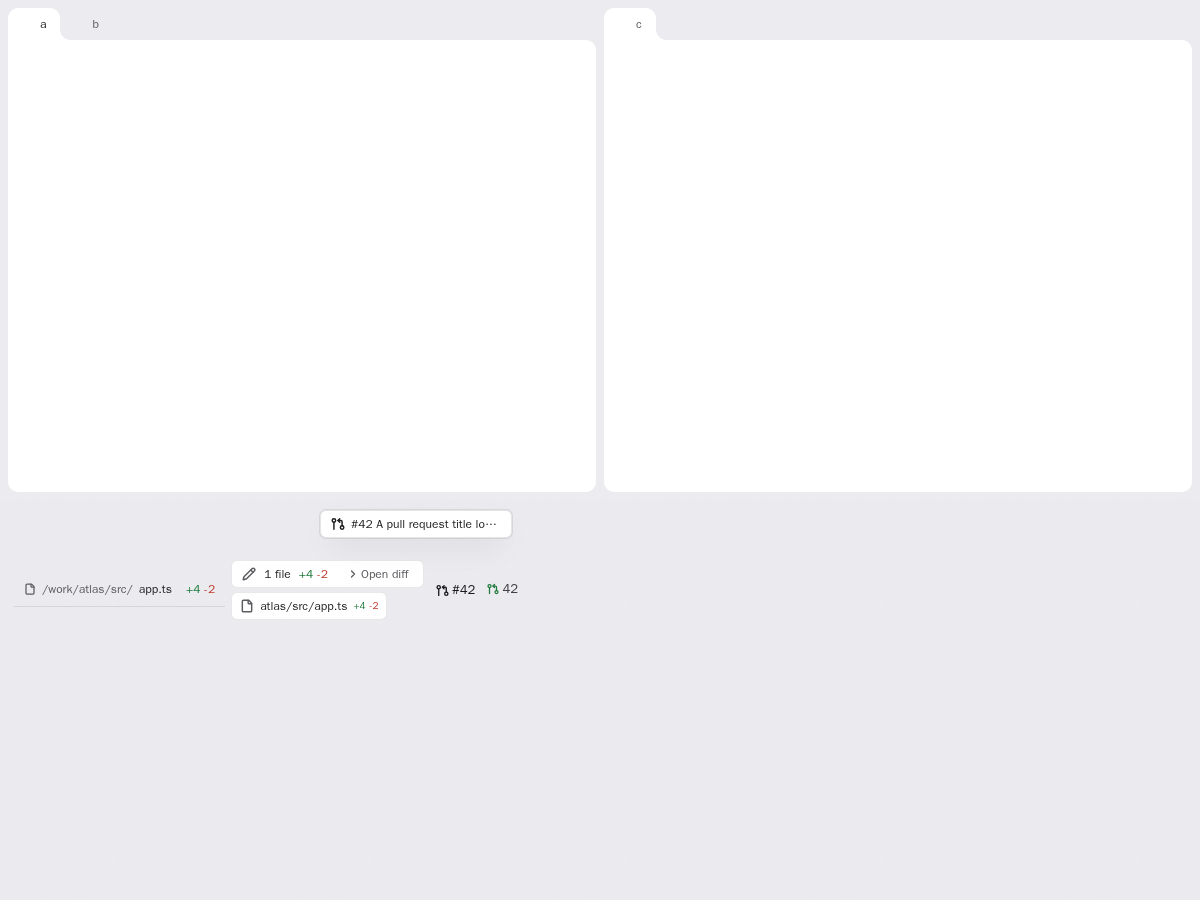 a
b
c
#42 A pull request title lo⋯
1 file +4 -2 Open diff
/work/atlas/src/ app.ts +4 -2
#42
42
atlas/src/app.ts +4 -2